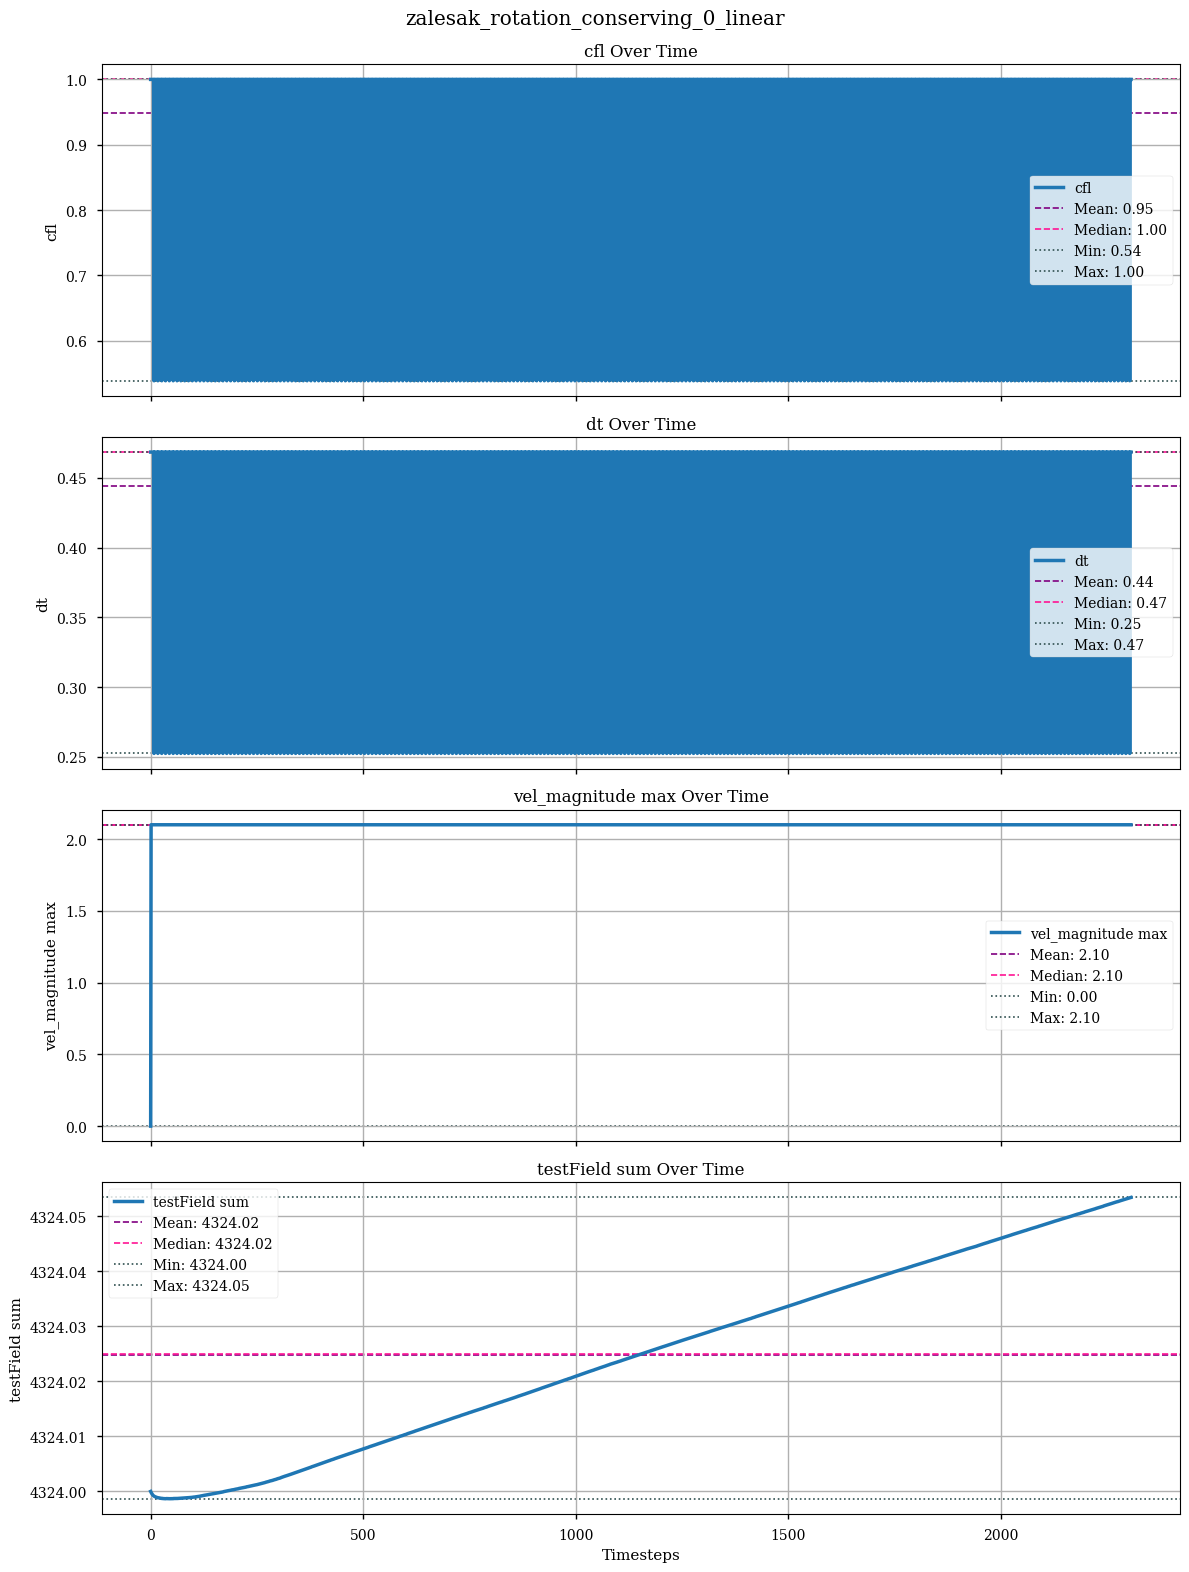 zalesak_rotation_conserving_0_linear
cfl Over Time
1.0
0.9
0.8
0.7
0.6
cfl
cfl
Mean: 0.95
Median: 1.00
Min: 0.54
Max: 1.00
dt Over Time
0.45
0.40
0.35
0.30
0.25
dt
dt
Mean: 0.44
Median: 0.47
Min: 0.25
Max: 0.47
vel_magnitude max Over Time
2.0
1.5
1.0
0.5
0.0
vel_magnitude max
vel_magnitude max
Mean: 2.10
Median: 2.10
Min: 0.00
Max: 2.10
testField sum Over Time
4324.05
4324.04
4324.03
4324.02
4324.01
4324.00
testField sum
testField sum
Mean: 4324.02
Median: 4324.02
Min: 4324.00
Max: 4324.05
0 500 1000 1500 2000
Timesteps